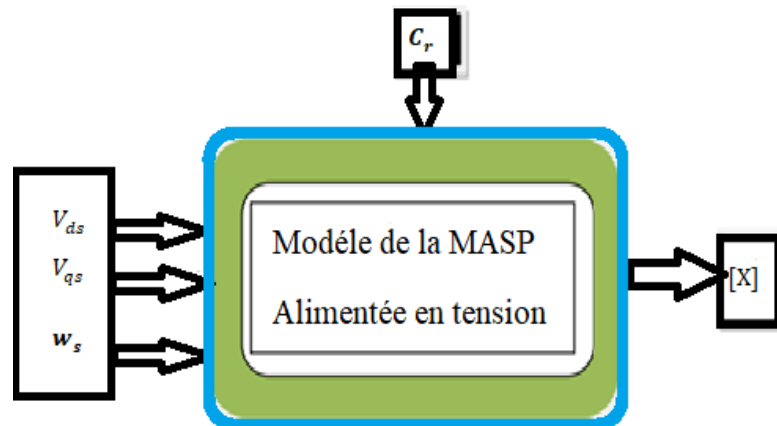 C_r
V_ds
V_qs
w_s
Modéle de la MASP
Alimentée en tension
[X]